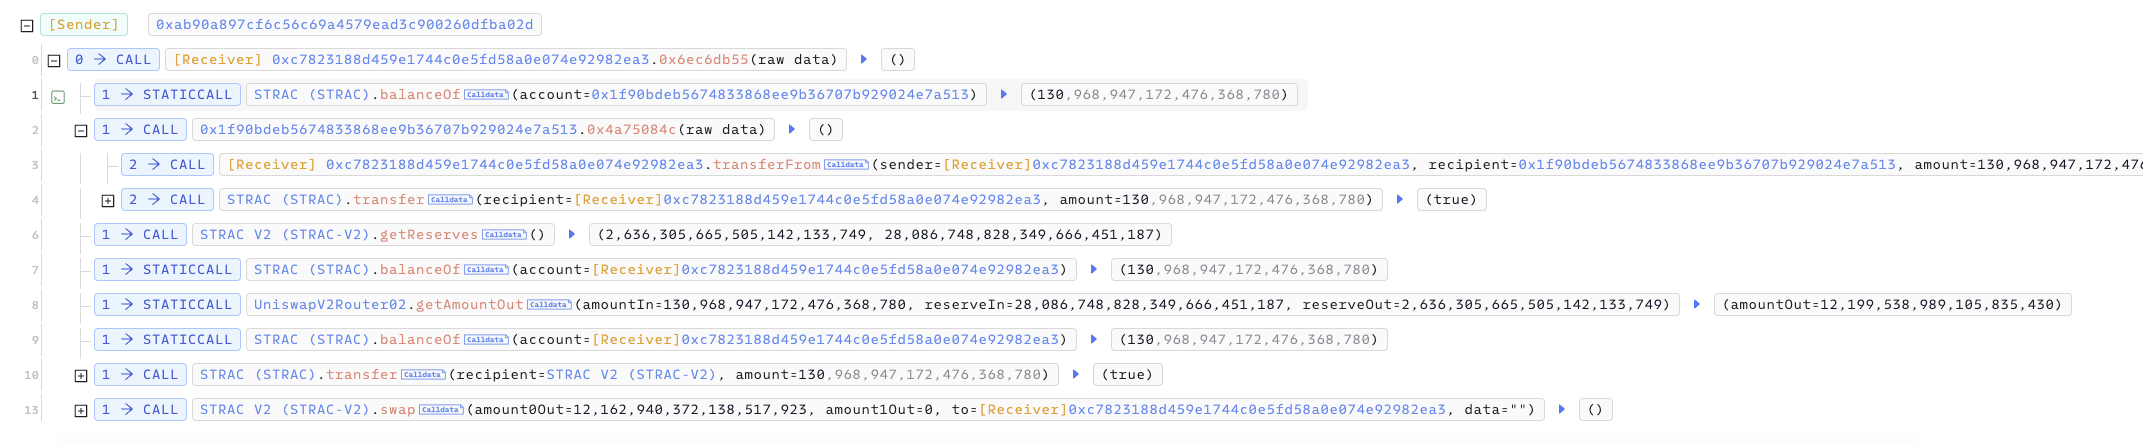 [Sender] 0xab90a897cf6c56c69a4579ead3c900260dfba02d
0 0 → CALL [Receiver] 0xc7823188d459e1744c0e5fd58a0e074e92982ea3.0x6ec6db55(raw data) ()
1 1 → STATICCALL STRAC (STRAC).balanceOf Calldata (account=0x1f90bdeb5674833868ee9b36707b929024e7a513) (130,968,947,172,476,368,780)
2 1 → CALL 0x1f90bdeb5674833868ee9b36707b929024e7a513.0x4a75084c(raw data) ()
3 2 → CALL [Receiver] 0xc7823188d459e1744c0e5fd58a0e074e92982ea3.transferFrom Calldata (sender=[Receiver]0xc7823188d459e1744c0e5fd58a0e074e92982ea3, recipient=0x1f90bdeb5674833868ee9b36707b929024e7a513, amount=130,968,947,172,476
4 2 → CALL STRAC (STRAC).transfer Calldata (recipient=[Receiver]0xc7823188d459e1744c0e5fd58a0e074e92982ea3, amount=130,968,947,172,476,368,780) (true)
6 1 → CALL STRAC V2 (STRAC-V2).getReserves Calldata () (2,636,305,665,505,142,133,749, 28,086,748,828,349,666,451,187)
7 1 → STATICCALL STRAC (STRAC).balanceOf Calldata (account=[Receiver]0xc7823188d459e1744c0e5fd58a0e074e92982ea3) (130,968,947,172,476,368,780)
8 1 → STATICCALL UniswapV2Router02.getAmountOut Calldata (amountIn=130,968,947,172,476,368,780, reserveIn=28,086,748,828,349,666,451,187, reserveOut=2,636,305,665,505,142,133,749) (amountOut=12,199,538,989,105,835,430)
9 1 → STATICCALL STRAC (STRAC).balanceOf Calldata (account=[Receiver]0xc7823188d459e1744c0e5fd58a0e074e92982ea3) (130,968,947,172,476,368,780)
10 1 → CALL STRAC (STRAC).transfer Calldata (recipient=STRAC V2 (STRAC-V2), amount=130,968,947,172,476,368,780) (true)
13 1 → CALL STRAC V2 (STRAC-V2).swap Calldata (amount0Out=12,162,940,372,138,517,923, amount1Out=0, to=[Receiver]0xc7823188d459e1744c0e5fd58a0e074e92982ea3, data="") ()